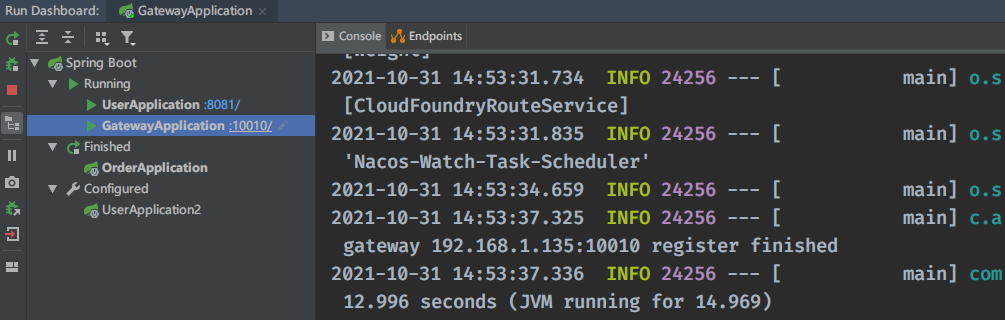 Run Dashboard: GatewayApplication
Console Endpoints
Spring Boot
Running
UserApplication :8081/
GatewayApplication :10010/
Finished
OrderApplication
Configured
UserApplication2
[Weight]
2021-10-31 14:53:31.734 INFO 24256 --- [ main] o.s
[CloudFoundryRouteService]
2021-10-31 14:53:31.835 INFO 24256 --- [ main] o.s
'Nacos-Watch-Task-Scheduler'
2021-10-31 14:53:34.659 INFO 24256 --- [ main] o.s
2021-10-31 14:53:37.325 INFO 24256 --- [ main] c.a
gateway 192.168.1.135:10010 register finished
2021-10-31 14:53:37.336 INFO 24256 --- [ main] com
12.996 seconds (JVM running for 14.969)